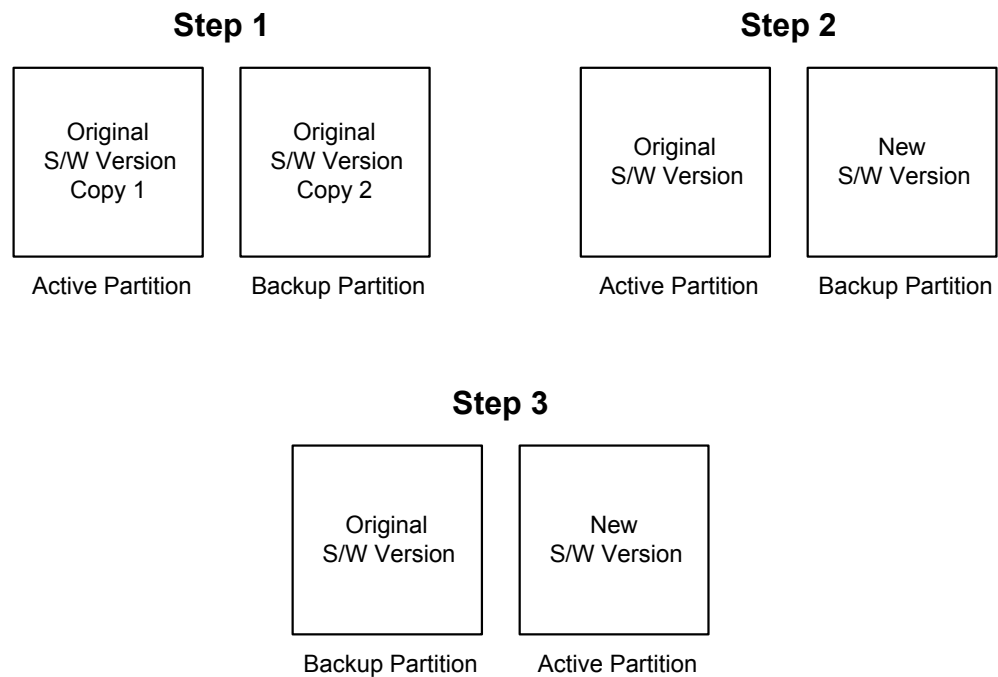 Step 1
Original
S/W Version
Copy 1
Original
S/W Version
Copy 2
Active Partition
Backup Partition
Step 2
Original
S/W Version
New
S/W Version
Active Partition
Backup Partition
Step 3
Original
S/W Version
New
S/W Version
Backup Partition
Active Partition